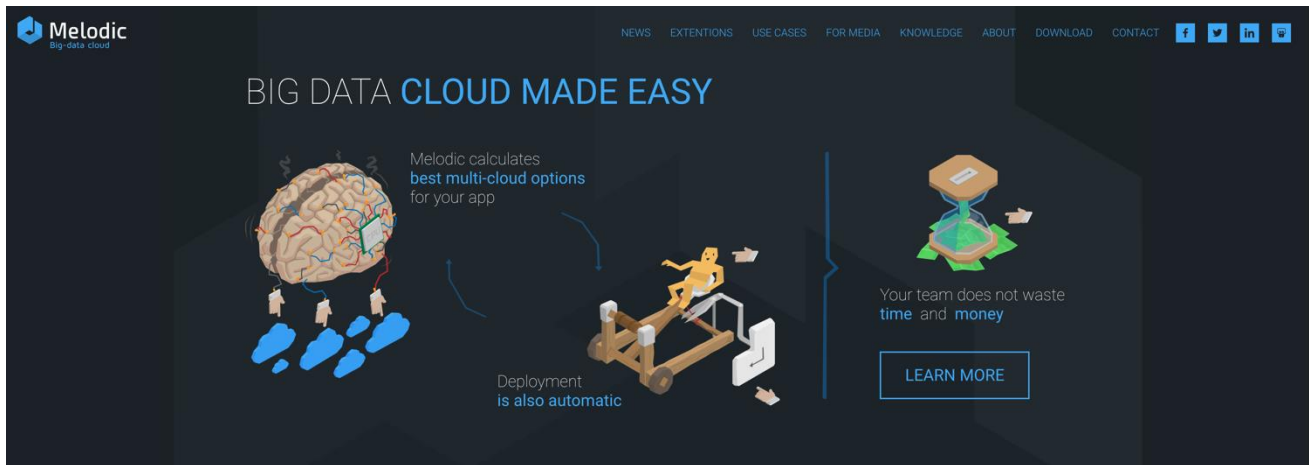 Melodic
Big-data cloud
NEWS EXTENTIONS USE CASES FOR MEDIA KNOWLEDGE ABOUT DOWNLOAD CONTACT
BIG DATA CLOUD MADE EASY
Melodic calculates
best multi-cloud options
for your app
Your team does not waste
time and money
Deployment
is also automatic
LEARN MORE